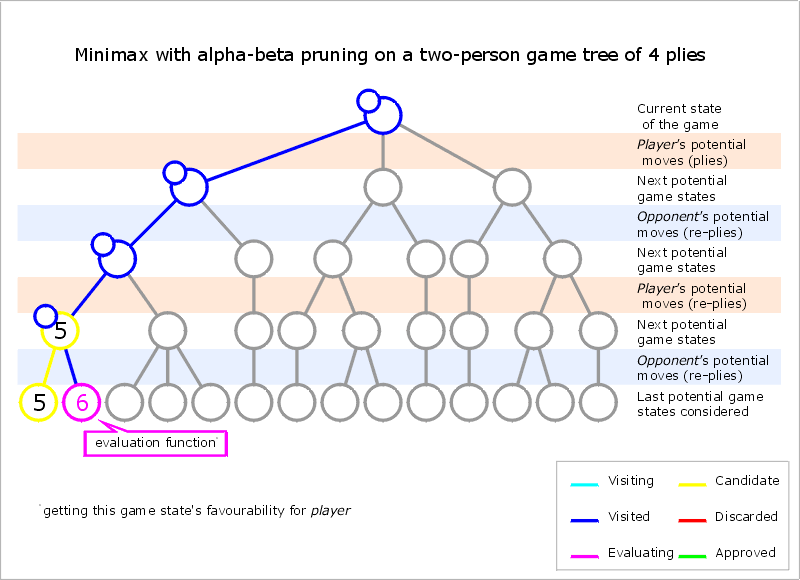 Minimax with alpha-beta pruning on a two-person game tree of 4 plies
Current state
of the game
Player's potential
moves (plies)
Next potential
game states
Opponent's potential
moves (re-plies)
Next potential
game states
Player's potential
moves (re-plies)
5
Next potential
game states
Opponent's potential
moves (re-plies)
5
6
Last potential game
states considered
evaluation function*
*getting this game state's favourability for player
Visiting
Candidate
Visited
Discarded
Evaluating
Approved